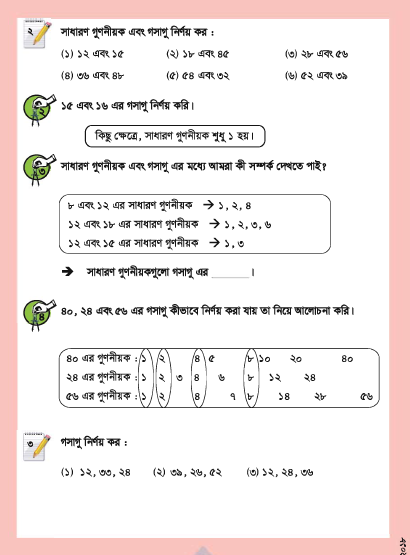 ২
সাধারণ গুণনীয়ক এবং গসাগু নির্ণয় কর :
(১) ১২ এবং ১৫ (২) ১৮ এবং ৪৫ (৩) ২৮ এবং ৫৬
(৪) ৩৬ এবং ৪৮ (৫) ৫৪ এবং ৩২ (৬) ৫২ এবং ৩৯
২
১৫ এবং ১৬ এর গসাগু নির্ণয় করি।
কিছু ক্ষেত্রে, সাধারণ গুণনীয়ক শুধু ১ হয়।
৩
সাধারণ গুণনীয়ক এবং গসাগু এর মধ্যে আমরা কী সম্পর্ক দেখতে পাই?
৮ এবং ১২ এর সাধারণ গুণনীয়ক → ১, ২, ৪
১২ এবং ১৮ এর সাধারণ গুণনীয়ক → ১, ২, ৩, ৬
১২ এবং ১৫ এর সাধারণ গুণনীয়ক → ১, ৩
➔ সাধারণ গুণনীয়কগুলো গসাগু এর ______ ।
৪
৪০, ২৪ এবং ৫৬ এর গসাগু কীভাবে নির্ণয় করা যায় তা নিয়ে আলোচনা করি।
৪০ এর গুণনীয়ক : ১ ২ ৪ ৫ ৮ ১০ ২০ ৪০
২৪ এর গুণনীয়ক : ১ ২ ৩ ৪ ৬ ৮ ১২ ২৪
৫৬ এর গুণনীয়ক : ১ ২ ৪ ৭ ৮ ১৪ ২৮ ৫৬
৩
গসাগু নির্ণয় কর :
(১) ১২, ৩৩, ২৪ (২) ৩৯, ২৬, ৫২ (৩) ১২, ২৪, ৩৬